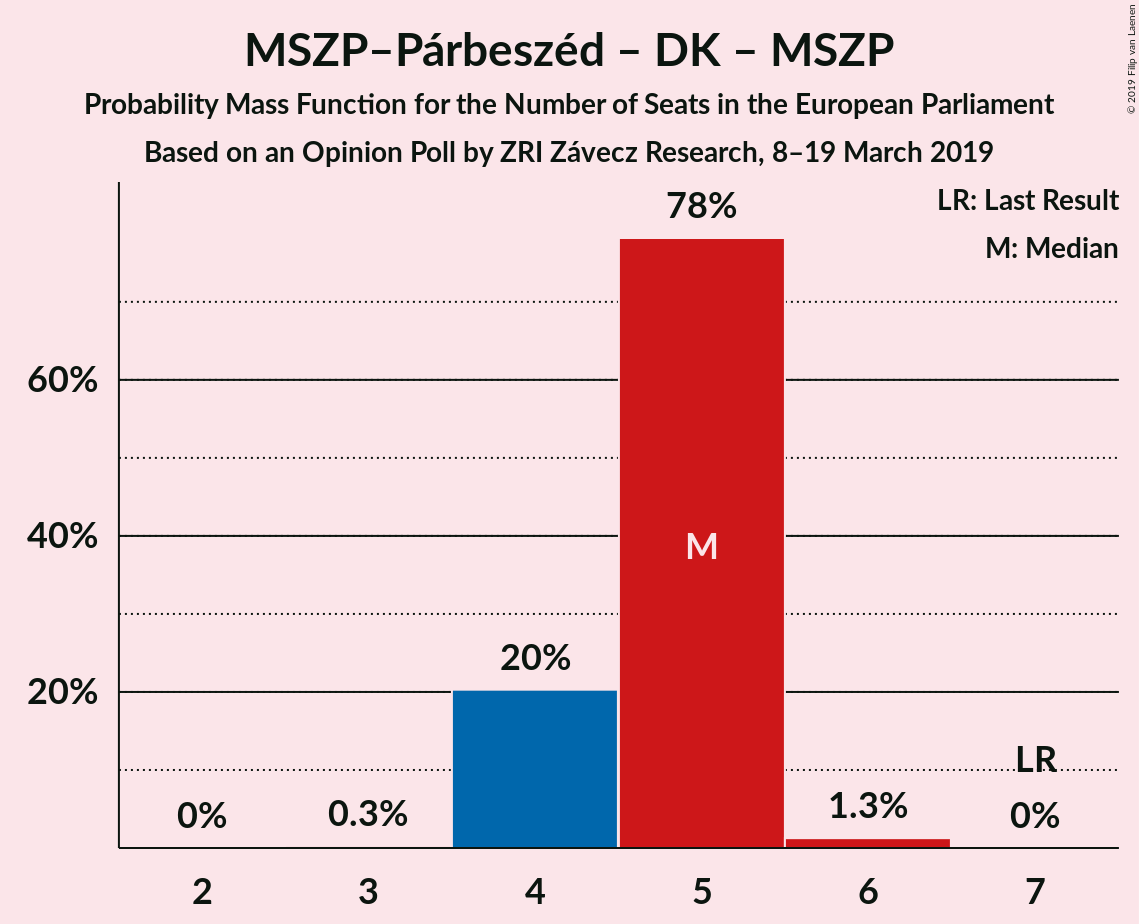 MSZP–Párbeszéd – DK – MSZP
Probability Mass Function for the Number of Seats in the European Parliament
Based on an Opinion Poll by ZRI Závecz Research, 8–19 March 2019
© 2019 Filip van Laenen
LR: Last Result
M: Median
78%
60%
40%
M
20%
20%
LR
0%
0.3%
1.3%
0%
2 3 4 5 6 7